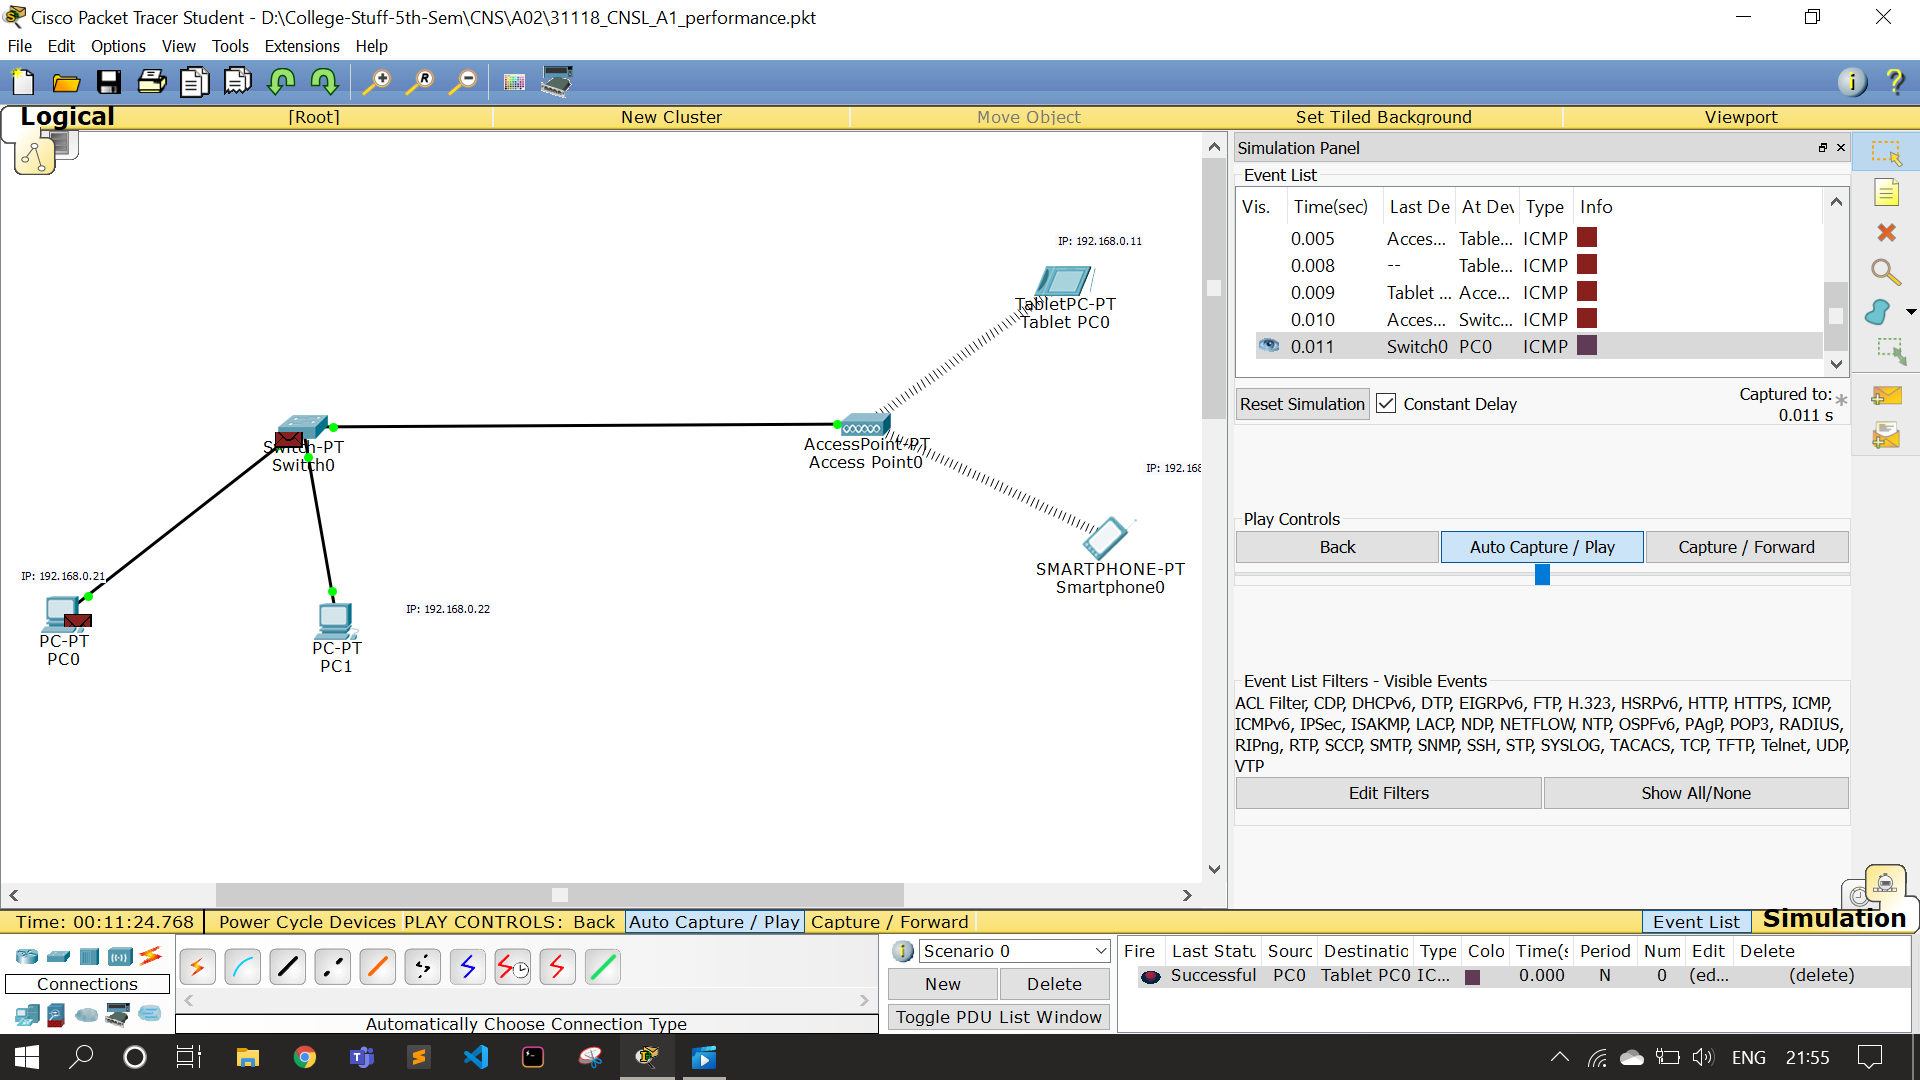 Cisco Packet Tracer Student - D:\College-Stuff-5th-Sem\CNS\A02\31118_CNSL_A1_performance.pkt
File Edit Options View Tools Extensions Help
Logical [Root] New Cluster Move Object Set Tiled Background Viewport
IP: 192.168.0.11
TabletPC-PT
Tablet PC0
Switch-PT
Switch0
AccessPoint-PT
Access Point0
IP: 192.168
SMARTPHONE-PT
Smartphone0
IP: 192.168.0.21
PC-PT
PC0
IP: 192.168.0.22
PC-PT
PC1
Simulation Panel
Event List
Vis. Time(sec) Last De At Dev Type Info
0.005 Acces... Table... ICMP
0.008 -- Table... ICMP
0.009 Tablet ... Acce... ICMP
0.010 Acces... Switc... ICMP
0.011 Switch0 PC0 ICMP
Reset Simulation Constant Delay
Captured to:
0.011 s
Play Controls
Back Auto Capture / Play Capture / Forward
Event List Filters - Visible Events
ACL Filter, CDP, DHCPv6, DTP, EIGRPv6, FTP, H.323, HSRPv6, HTTP, HTTPS, ICMP,
ICMPv6, IPSec, ISAKMP, LACP, NDP, NETFLOW, NTP, OSPFv6, PAgP, POP3, RADIUS,
RIPng, RTP, SCCP, SMTP, SNMP, SSH, STP, SYSLOG, TACACS, TCP, TFTP, Telnet, UDP,
VTP
Edit Filters Show All/None
Time: 00:11:24.768 Power Cycle Devices PLAY CONTROLS: Back Auto Capture / Play Capture / Forward Event List Simulation
Connections
Automatically Choose Connection Type
Scenario 0
New Delete
Toggle PDU List Window
Fire Last Statu Sourc Destinatio Type Colo Time(s Period Num Edit Delete
Successful PC0 Tablet PC0 IC... 0.000 N 0 (ed... (delete)
ENG 21:55